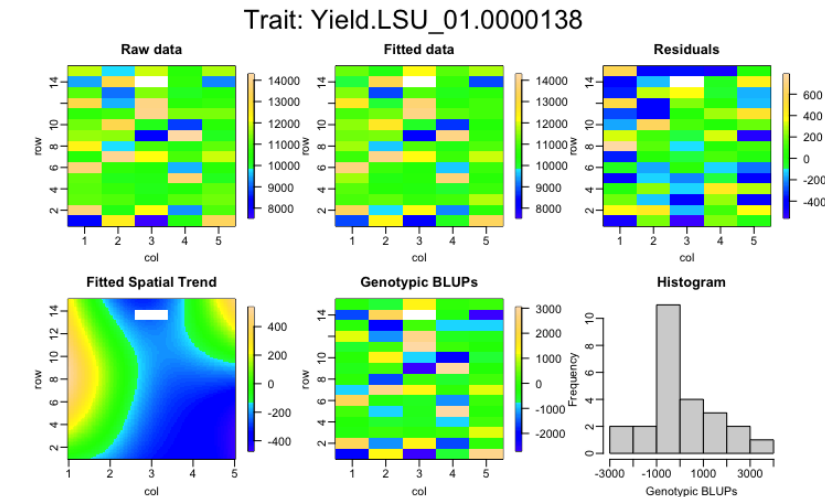 Trait: Yield.LSU_01.0000138
Raw data
Fitted data
Residuals
14
10
8
6
4
2
row
1 2 3 4 5
col
14000
13000
12000
11000
10000
9000
8000
14
10
8
6
4
2
row
1 2 3 4 5
col
14000
13000
12000
11000
10000
9000
8000
14
10
8
6
4
2
row
1 2 3 4 5
col
600
400
200
0
-200
-400
Fitted Spatial Trend
Genotypic BLUPs
Histogram
14
12
10
8
6
4
2
row
1 2 3 4 5
col
400
200
0
-200
-400
14
10
8
6
4
2
row
1 2 3 4 5
col
3000
2000
1000
0
-1000
-2000
10
8
6
4
2
0
Frequency
-3000 -1000 1000 3000
Genotypic BLUPs